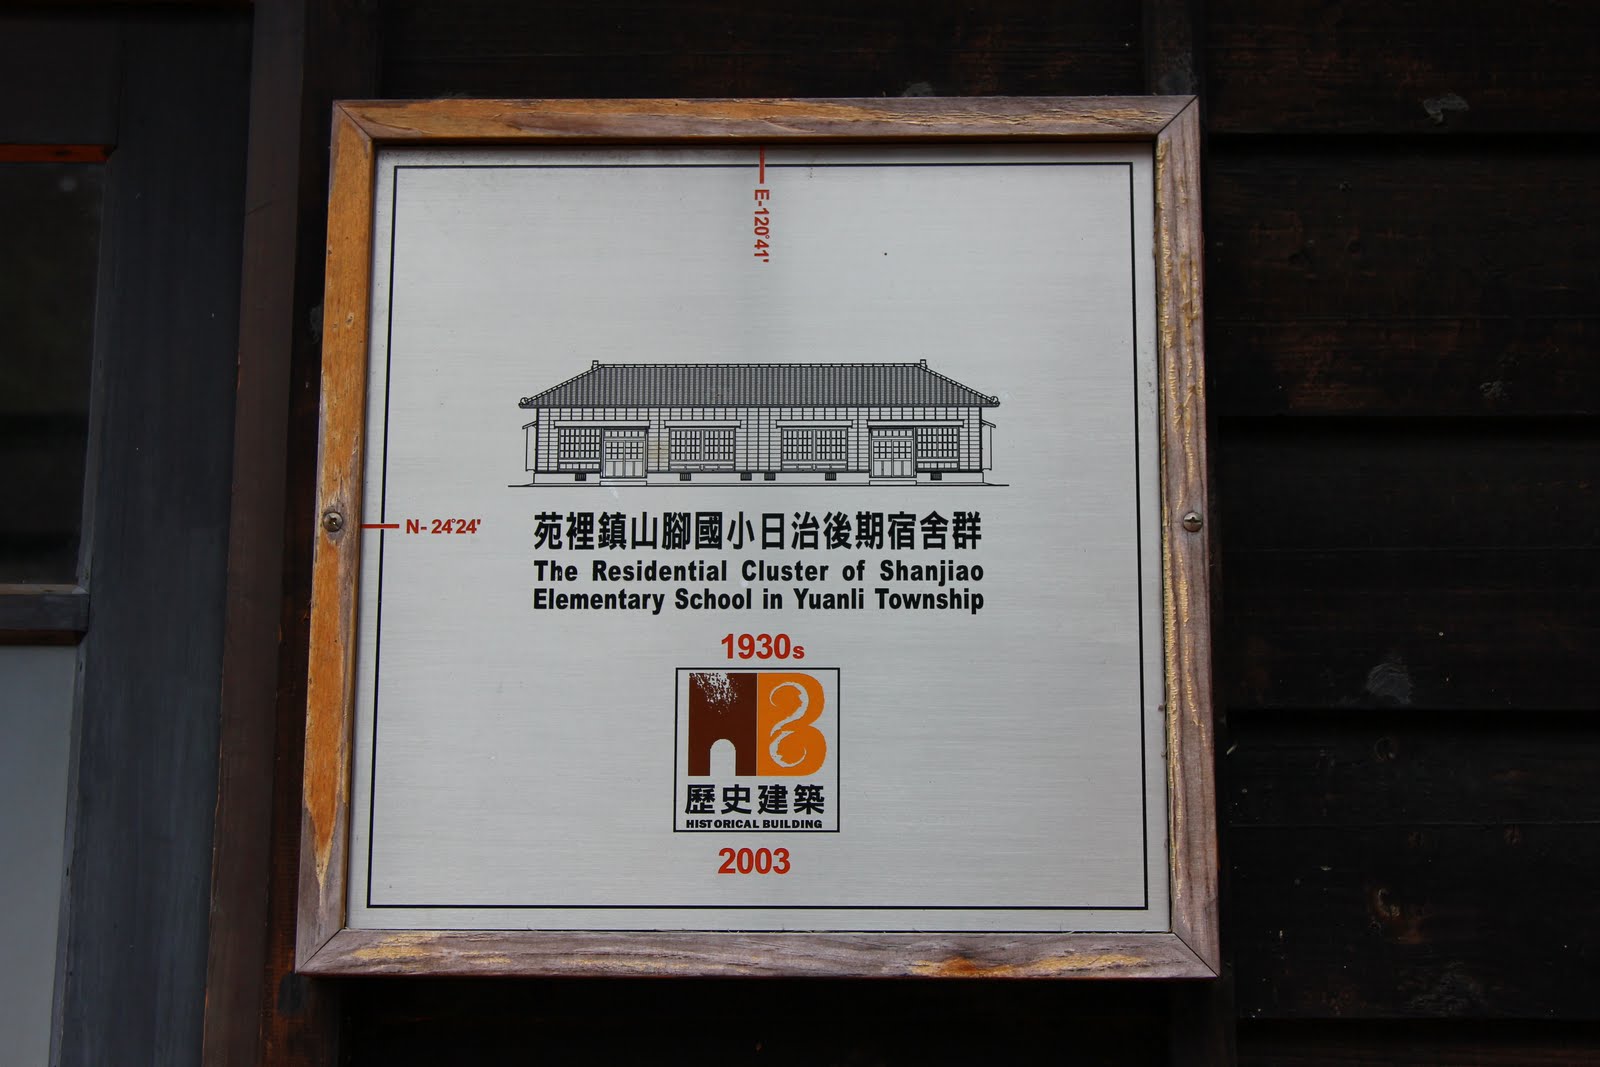 E-120°41'
N- 24°24'
苑裡鎮山腳國小日治後期宿舍群
The Residential Cluster of Shanjiao
Elementary School in Yuanli Township
1930s
HB
歷史建築
HISTORICAL BUILDING
2003